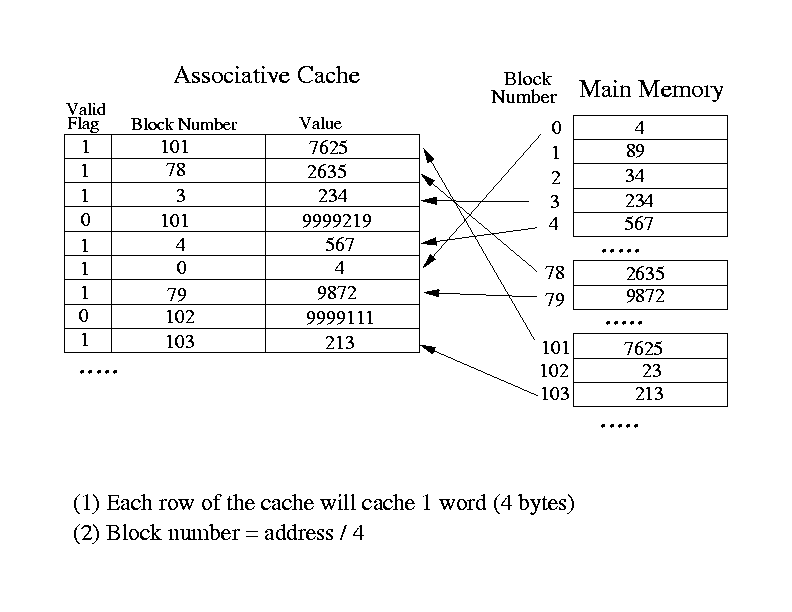 Associative Cache
Block Number
Main Memory
Valid Flag
Block Number
Value
1 101 7625
1 78 2635
1 3 234
0 101 9999219
1 4 567
1 0 4
1 79 9872
0 102 9999111
1 103 213
.....
0 4
1 89
2 34
3 234
4 567
.....
78 2635
79 9872
.....
101 7625
102 23
103 213
.....
(1) Each row of the cache will cache 1 word (4 bytes)
(2) Block number = address / 4